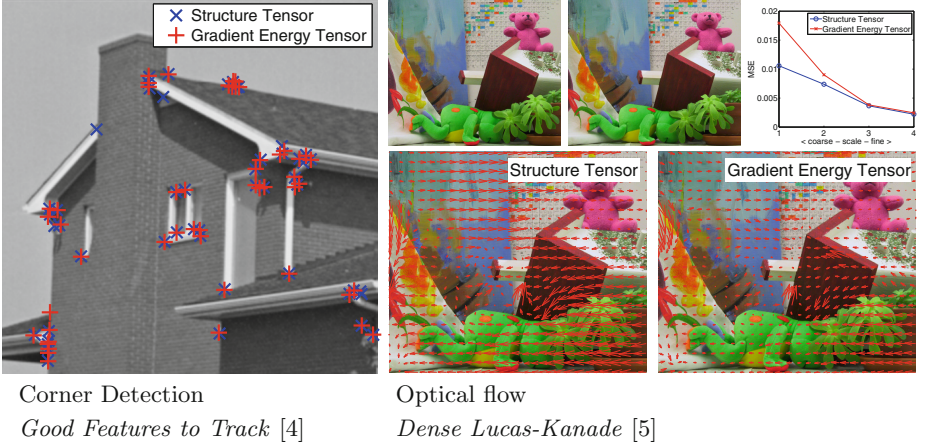 Structure Tensor
Gradient Energy Tensor
0.02
0.015
0.01
0.005
0
MSE
Structure Tensor
Gradient Energy Tensor
1 2 3 4
< coarse – scale – fine >
Structure Tensor
Gradient Energy Tensor
Corner Detection
Good Features to Track [4]
Optical flow
Dense Lucas-Kanade [5]